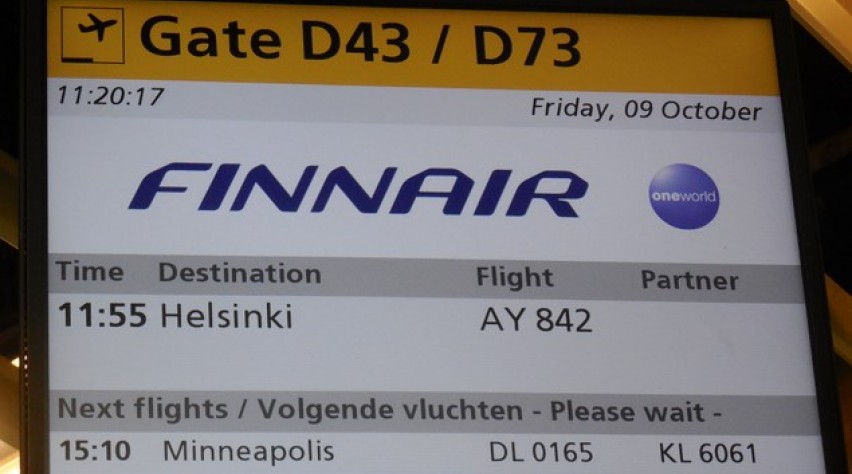 Gate D43 / D73
11:20:17 Friday, 09 October
FINNAIR oneworld
Time Destination Flight Partner
11:55 Helsinki AY 842
Next flights / Volgende vluchten - Please wait -
15:10 Minneapolis DL 0165 KL 6061